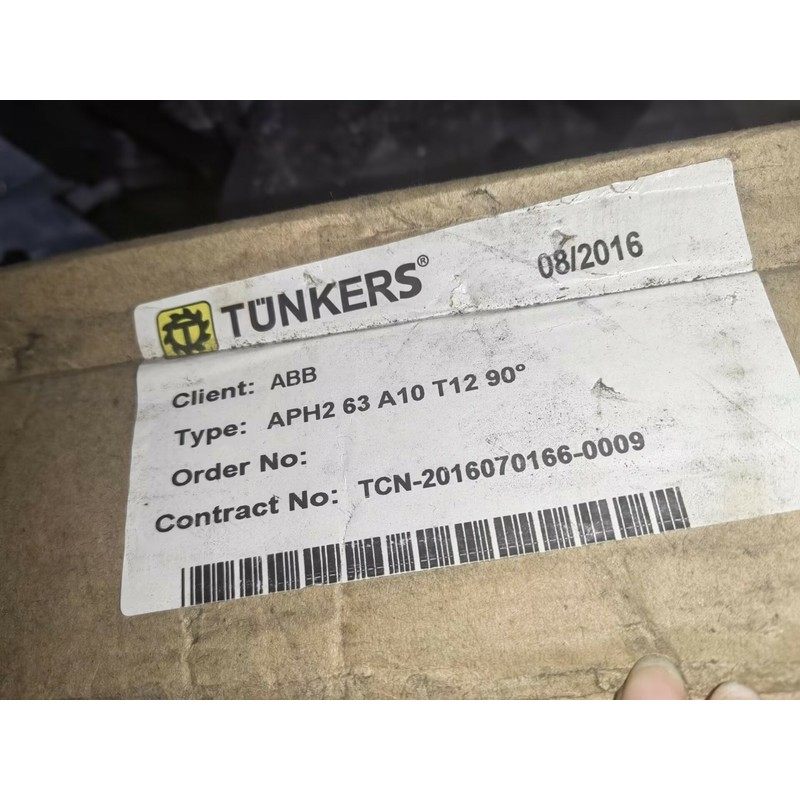 TÜNKERS® 08/2016
Client: ABB
Type: APH2 63 A10 T12 90°
Order No:
Contract No: TCN-2016070166-0009